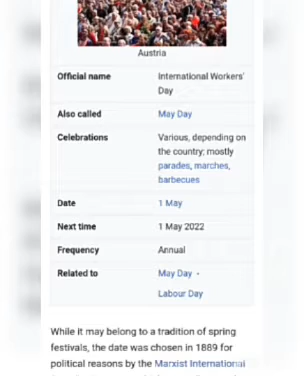 Austria
Official name International Workers'
Day
Also called May Day
Celebrations Various, depending on
the country; mostly
parades, marches,
barbecues
Date 1 May
Next time 1 May 2022
Frequency Annual
Related to May Day •
Labour Day
While it may belong to a tradition of spring
festivals, the date was chosen in 1889 for
political reasons by the Marxist International